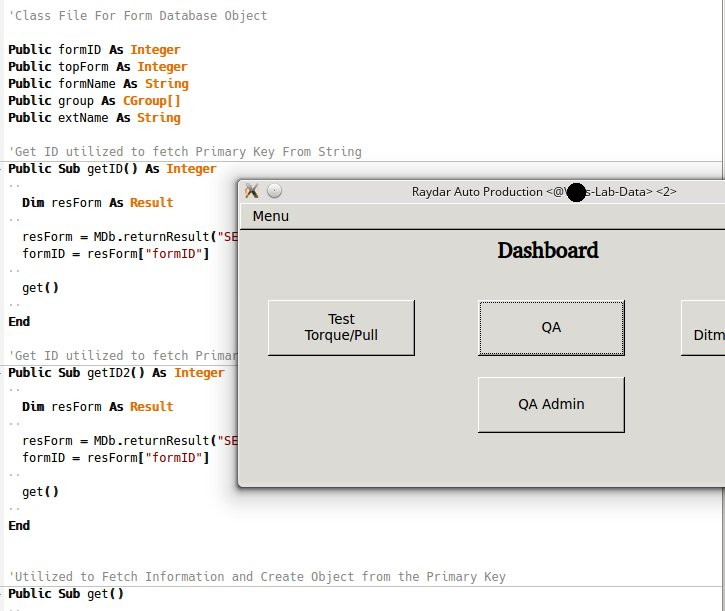 'Class File For Form Database Object
Public formID As Integer
Public topForm As Integer
Public formName As String
Public group As CGroup[]
Public extName As String
'Get ID utilized to fetch Primary Key From String
Public Sub getID() As Integer
Dim resForm As Result
resForm = MDb.returnResult("SE
formID = resForm["formID"]
get()
End
'Get ID utilized to fetch Primar
Public Sub getID2() As Integer
Dim resForm As Result
resForm = MDb.returnResult("SE
formID = resForm["formID"]
get()
End
'Utilized to Fetch Information and Create Object from the Primary Key
Public Sub get()
Raydar Auto Production <@ s-Lab-Data> <2>
Menu
Dashboard
Test
Torque/Pull
QA
Ditm
QA Admin